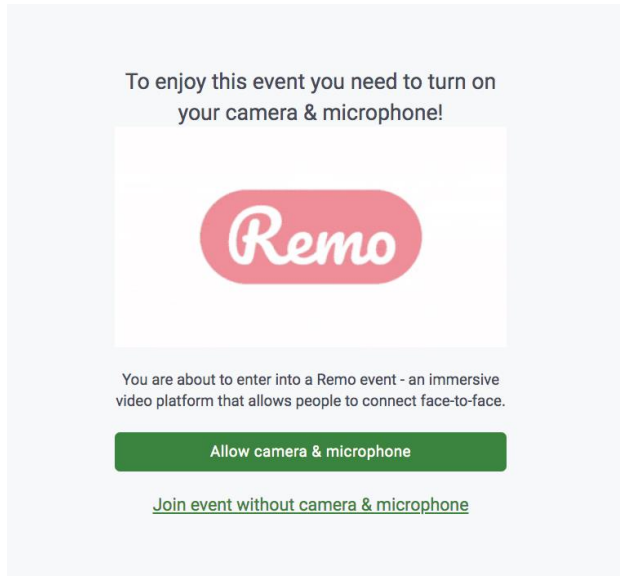 To enjoy this event you need to turn on
your camera & microphone!
Remo
You are about to enter into a Remo event - an immersive
video platform that allows people to connect face-to-face.
Allow camera & microphone
Join event without camera & microphone